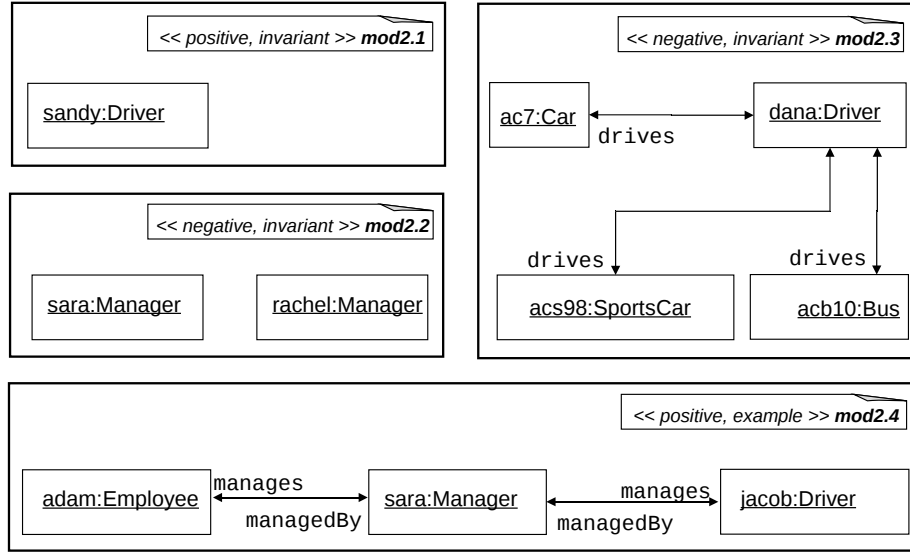 << positive, invariant >> mod2.1
sandy:Driver
<< negative, invariant >> mod2.2
sara:Manager rachel:Manager
<< negative, invariant >> mod2.3
ac7:Car dana:Driver
drives
drives drives
acs98:SportsCar acb10:Bus
<< positive, example >> mod2.4
manages manages
adam:Employee sara:Manager jacob:Driver
managedBy managedBy